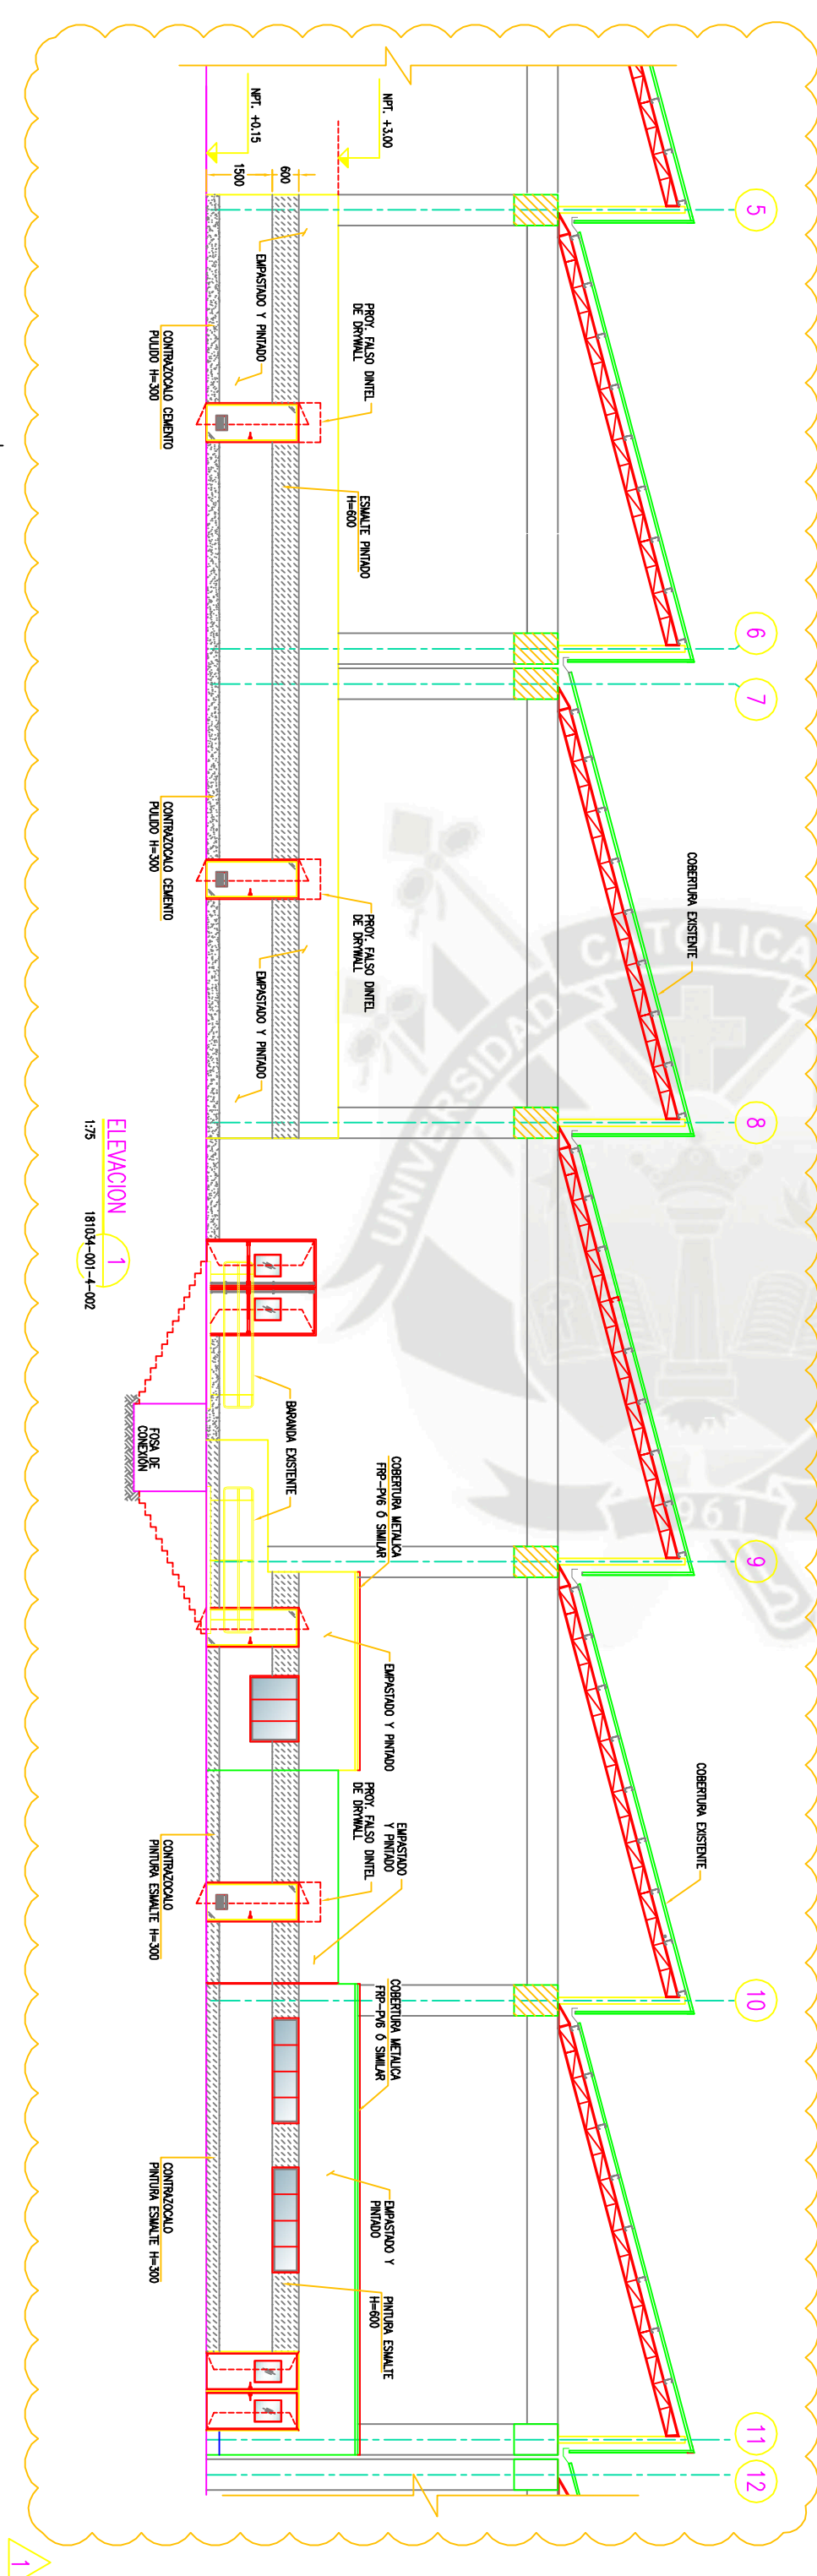 5
6
7
8
9
10
11
12
COBERTURA EXISTENTE
COBERTURA EXISTENTE
NPT. +3.00
NPT. +0.15
600
1500
EMPASTADO Y PINTADO
PROY. FALSO DINTEL
DE DRYWALL
ESMALTE PINTADO
H=600
CONTRAZOCALO CEMENTO
PULIDO H=300
PROY. FALSO DINTEL
DE DRYWALL
EMPASTADO Y PINTADO
CONTRAZOCALO CEMENTO
PULIDO H=300
BARANDA EXISTENTE
FOSA DE
CONEXIÓN
COBERTURA METALICA
FRP-PV6 Ó SIMILAR
EMPASTADO Y PINTADO
EMPASTADO
Y PINTADO
PROY. FALSO DINTEL
DE DRYWALL
CONTRAZOCALO
PINTURA ESMALTE H=300
COBERTURA METALICA
FRP-PV6 Ó SIMILAR
EMPASTADO Y
PINTADO
PINTURA ESMALTE
H=600
CONTRAZOCALO
PINTURA ESMALTE H=300
ELEVACION
1
1:75
181034-001-4-002
1
UNIVERSIDAD CATOLICA
961